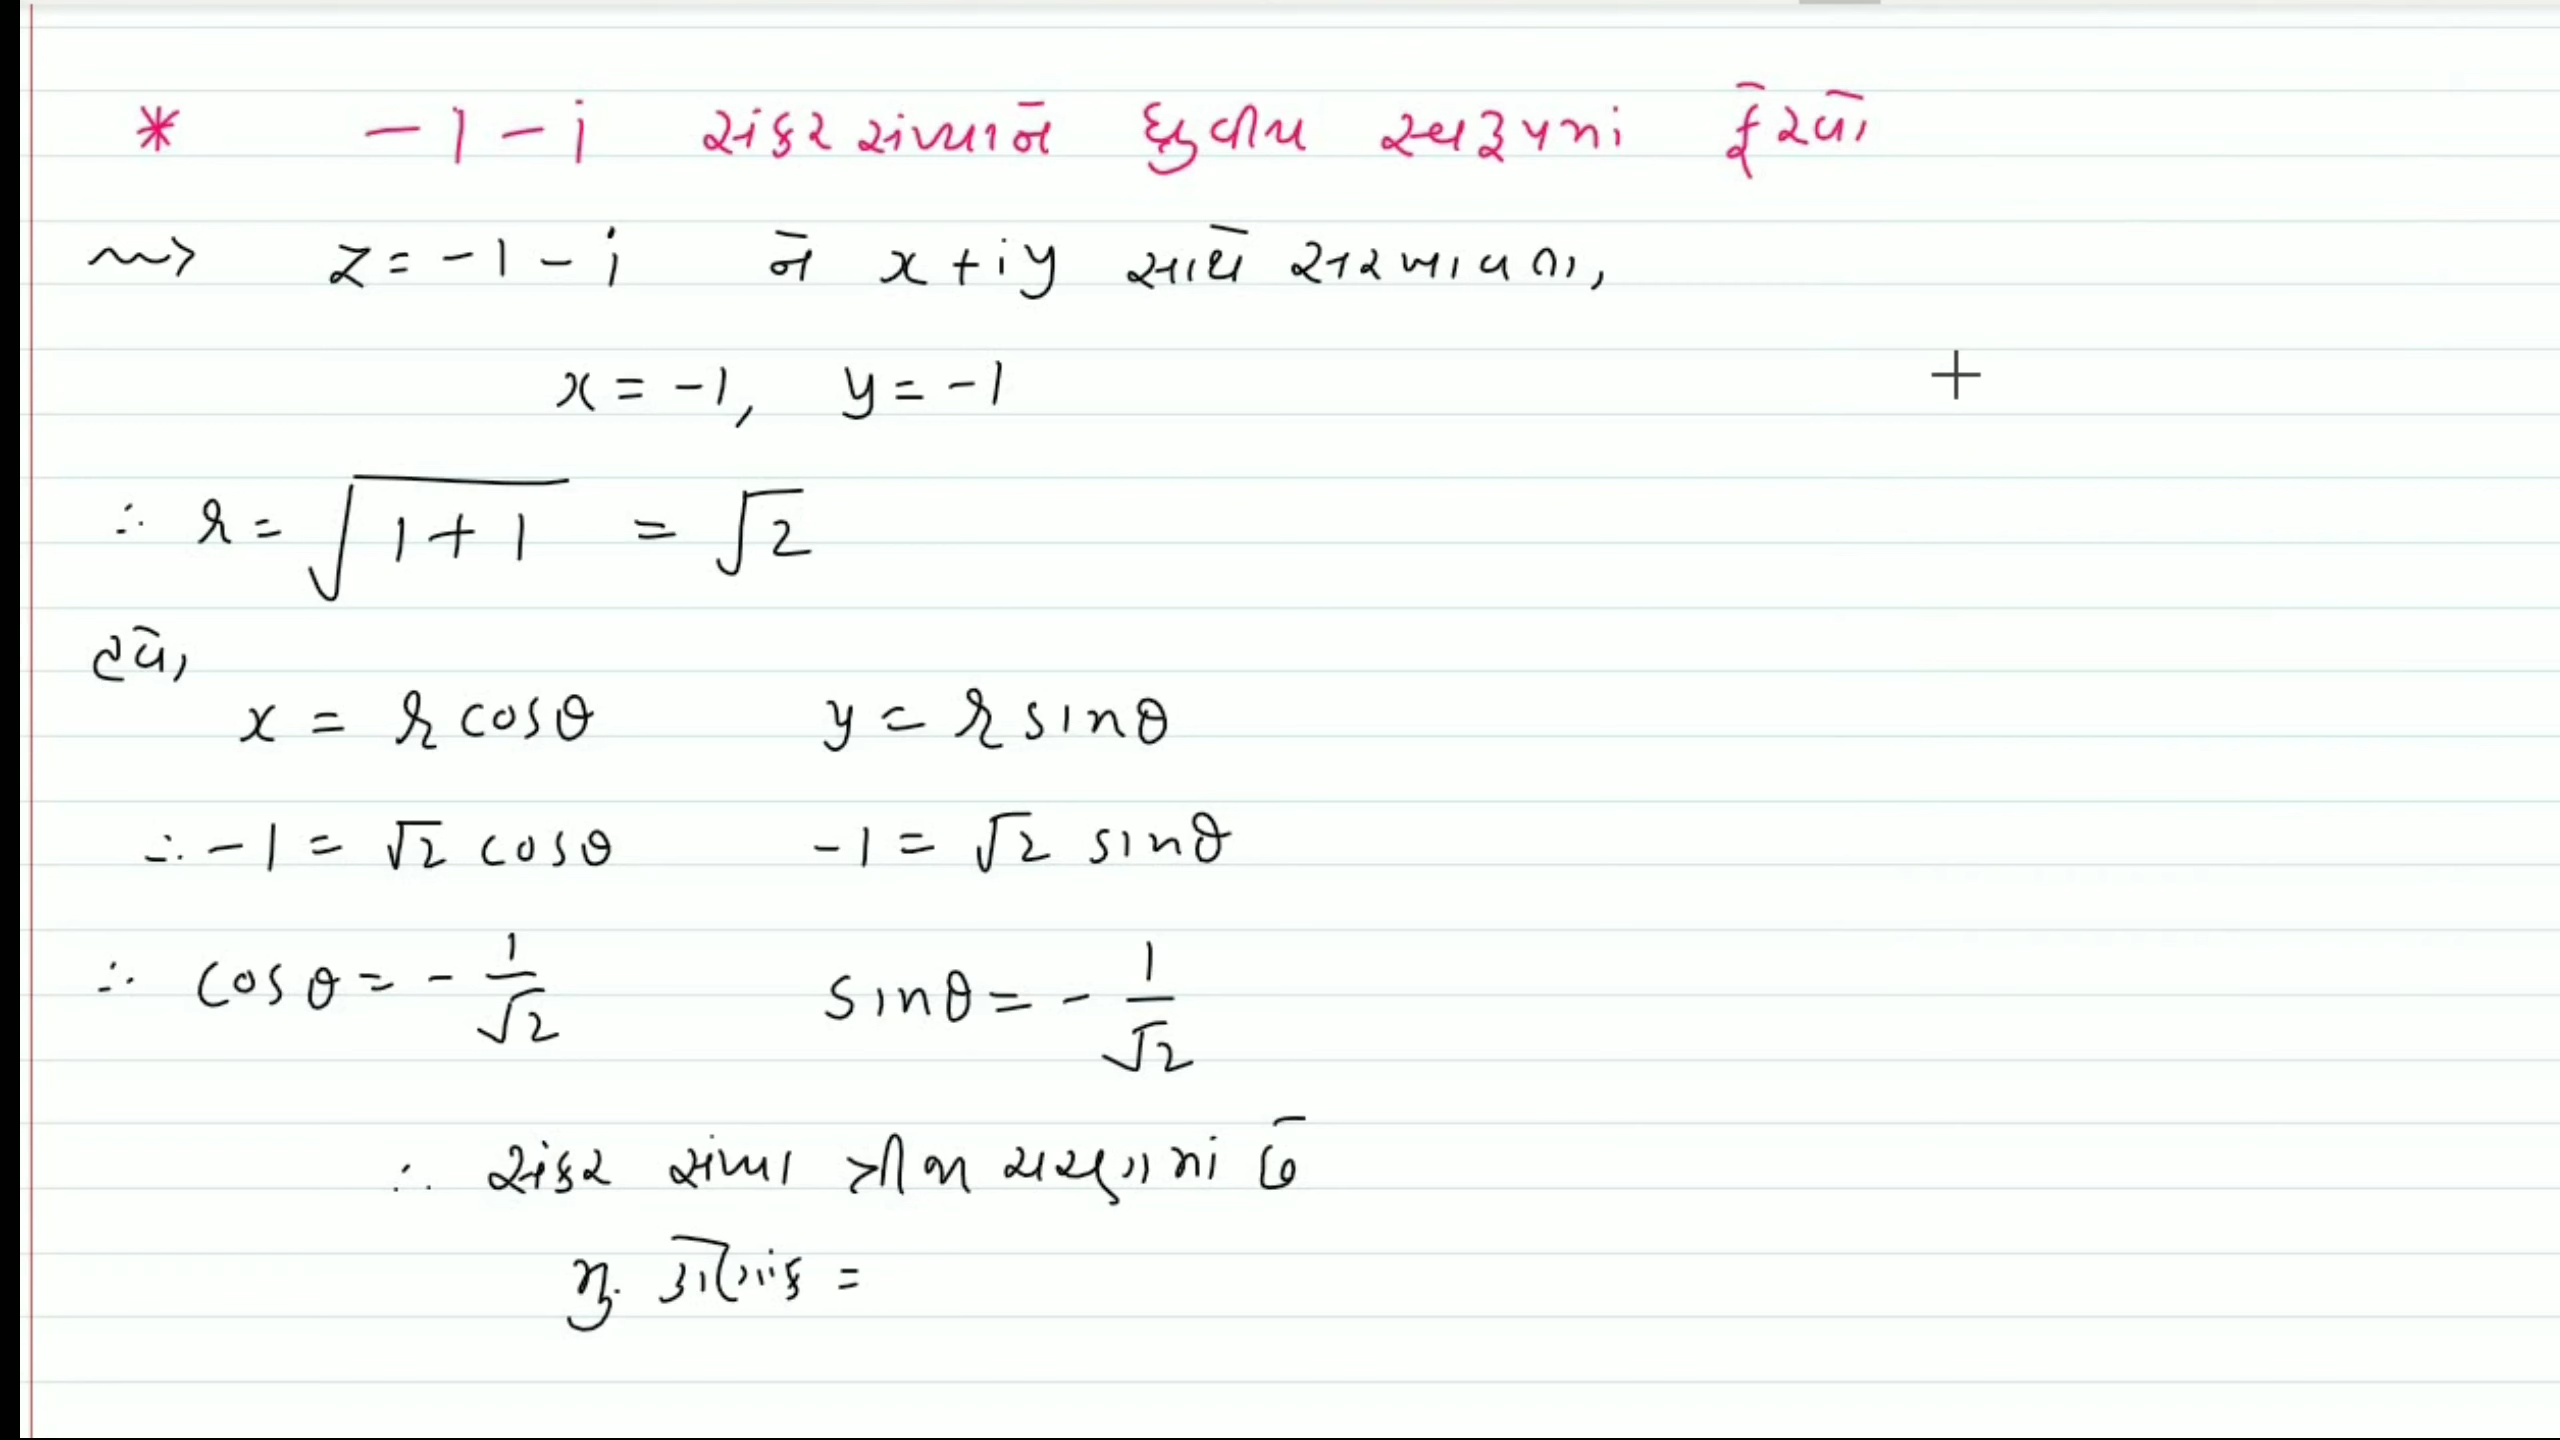 * -1-i સંકર સંખ્યાને ધ્રુવીય સ્વરૂપમાં ફેરવો
⇝ z = -1 - i ને x + iy સાથે સરખાવતા,
x = -1, y = -1
∴ r = √(1+1) = √2
હવે,
x = r cosθ y = r sinθ
∴ -1 = √2 cosθ -1 = √2 sinθ
∴ cosθ = - 1/√2 sinθ = - 1/√2
∴ સંકર સંખ્યા ત્રીજા ચરણમાં છે
મુ. કોણાંક =